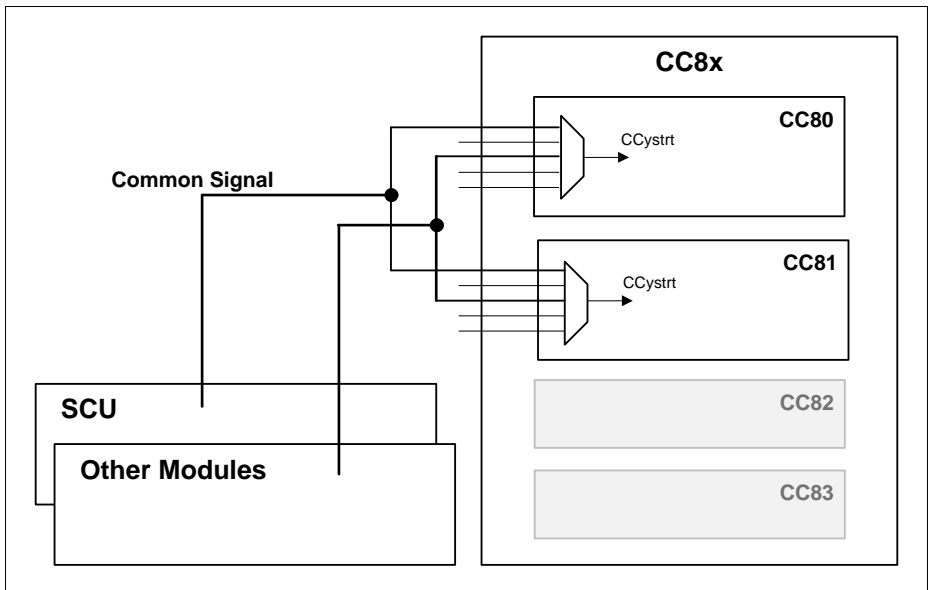 CC8x
CC80
CCystrt
Common Signal
CC81
CCystrt
SCU
CC82
Other Modules
CC83